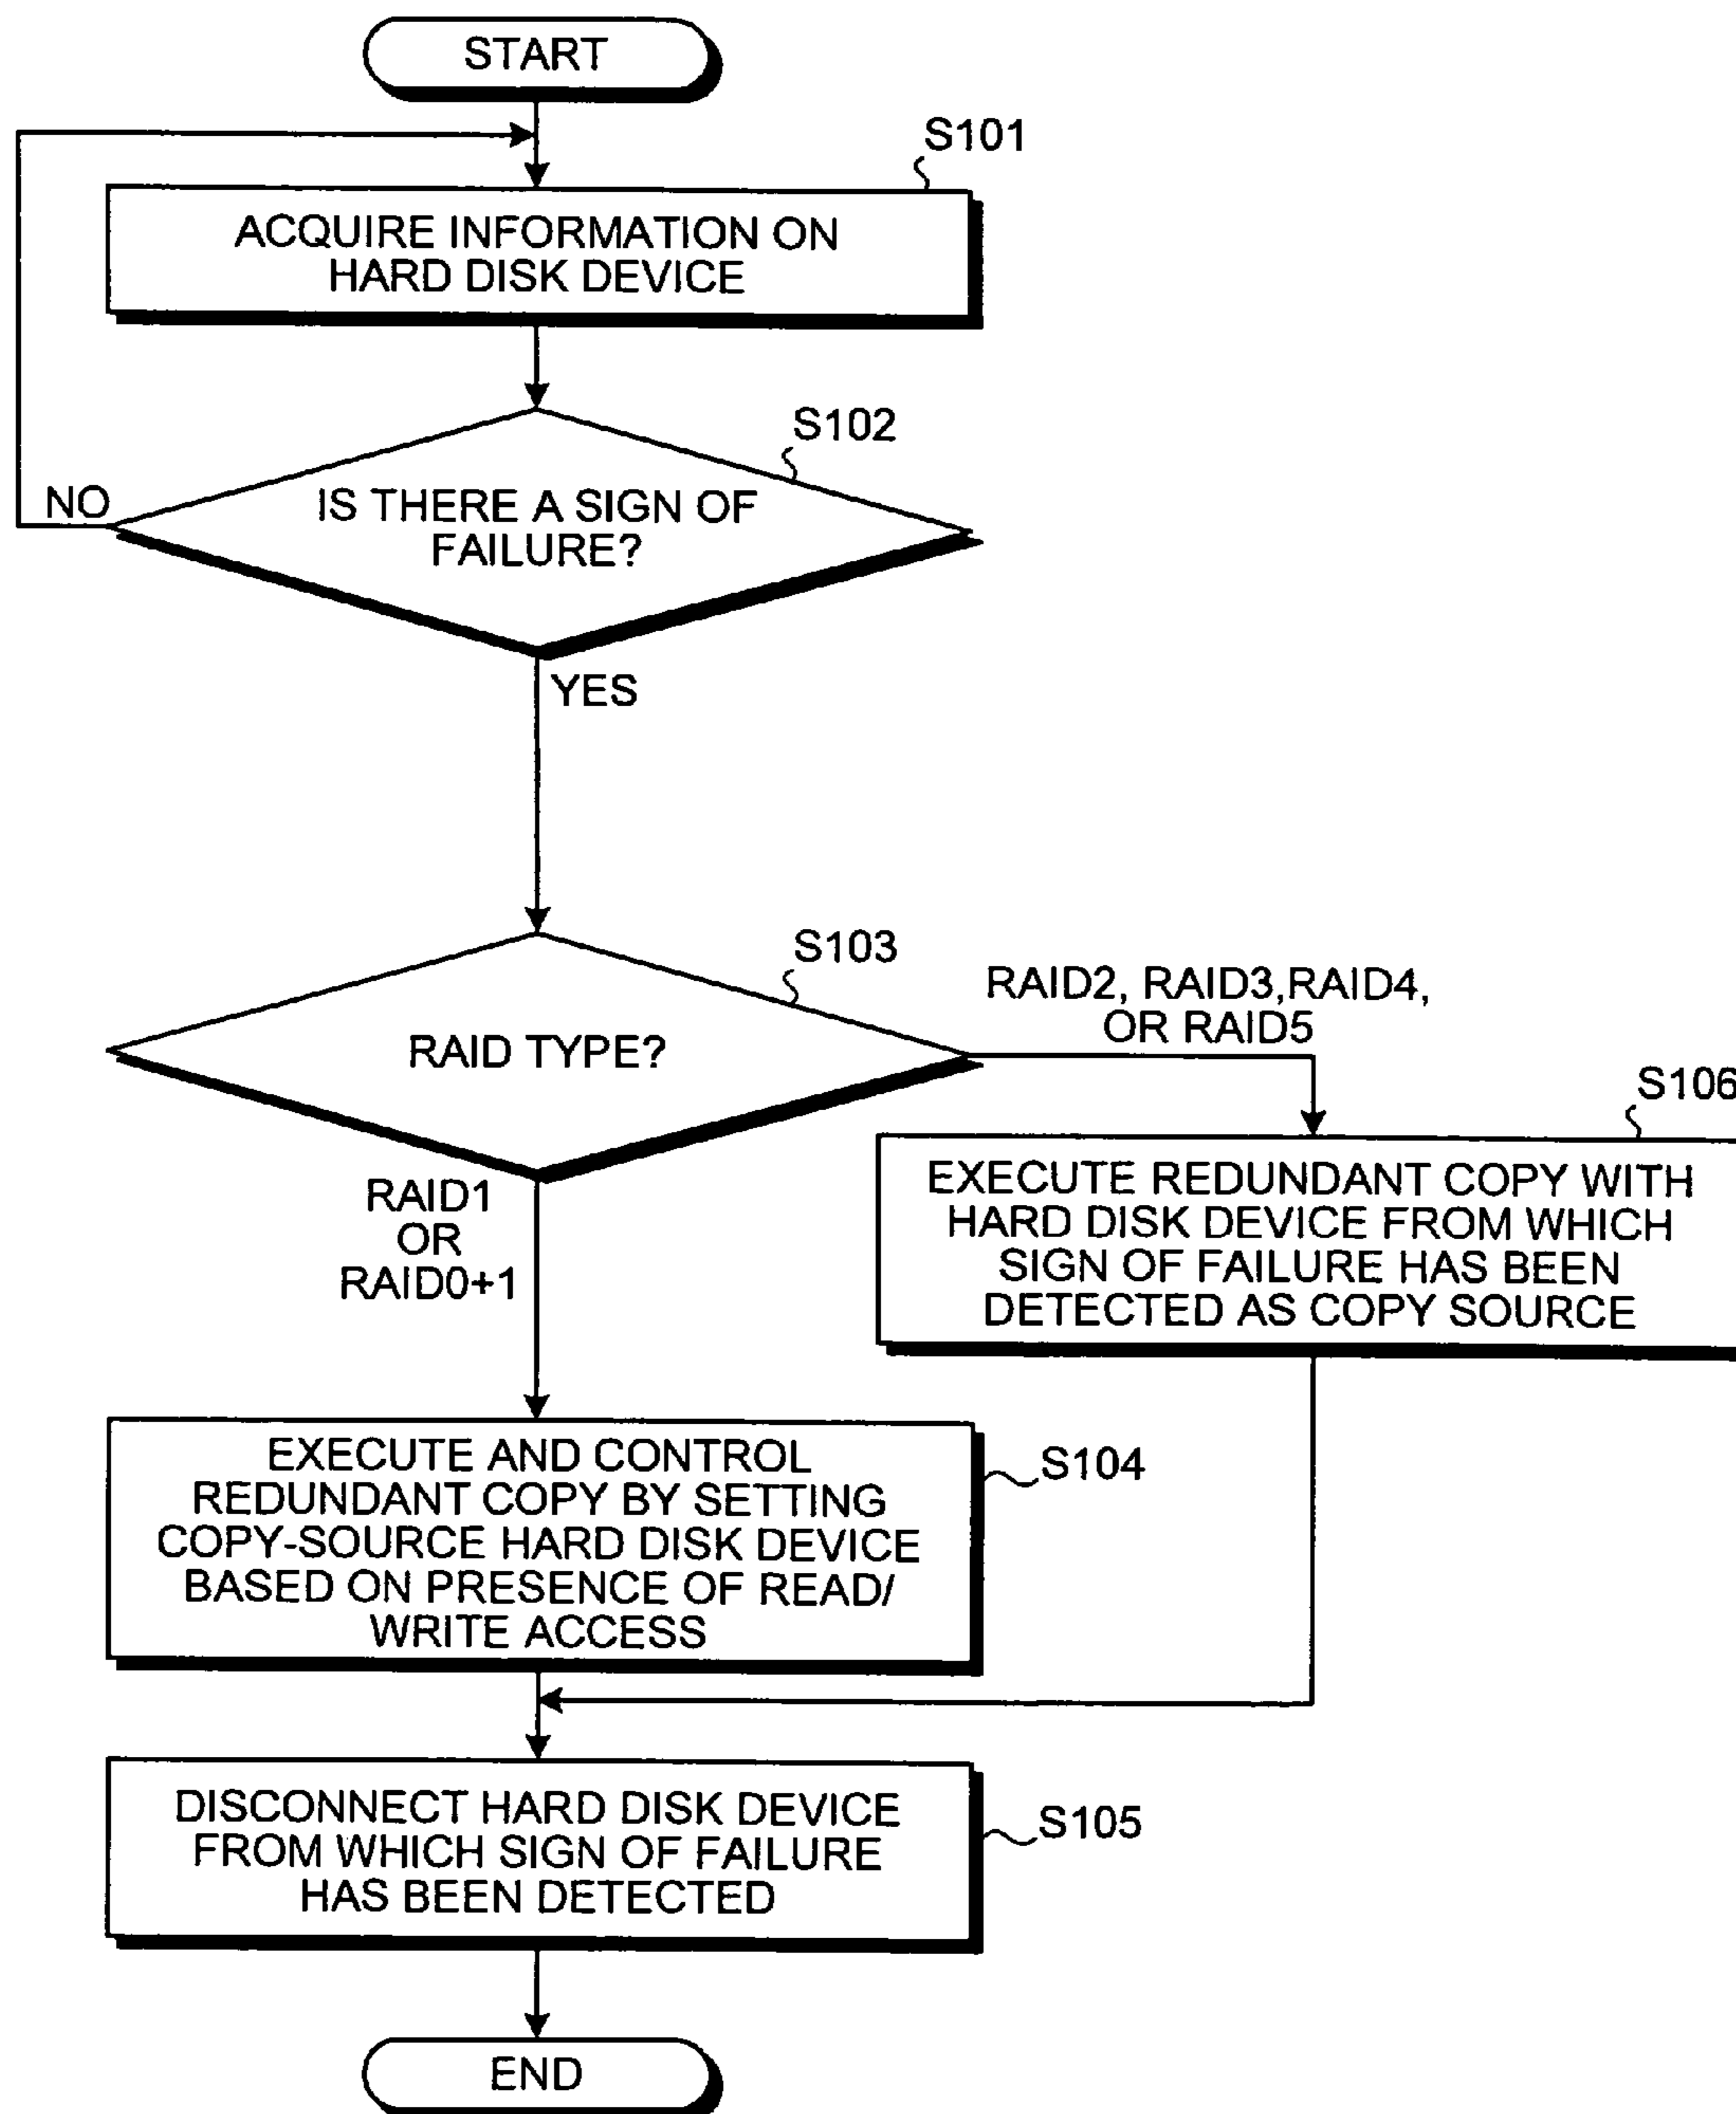 START
S101
ACQUIRE INFORMATION ON
HARD DISK DEVICE
S102
NO
IS THERE A SIGN OF
FAILURE?
YES
S103
RAID TYPE?
RAID2, RAID3,RAID4,
OR RAID5
S106
EXECUTE REDUNDANT COPY WITH
HARD DISK DEVICE FROM WHICH
SIGN OF FAILURE HAS BEEN
DETECTED AS COPY SOURCE
RAID1
OR
RAID0+1
EXECUTE AND CONTROL
REDUNDANT COPY BY SETTING
COPY-SOURCE HARD DISK DEVICE
BASED ON PRESENCE OF READ/
WRITE ACCESS
S104
DISCONNECT HARD DISK DEVICE
FROM WHICH SIGN OF FAILURE
HAS BEEN DETECTED
S105
END